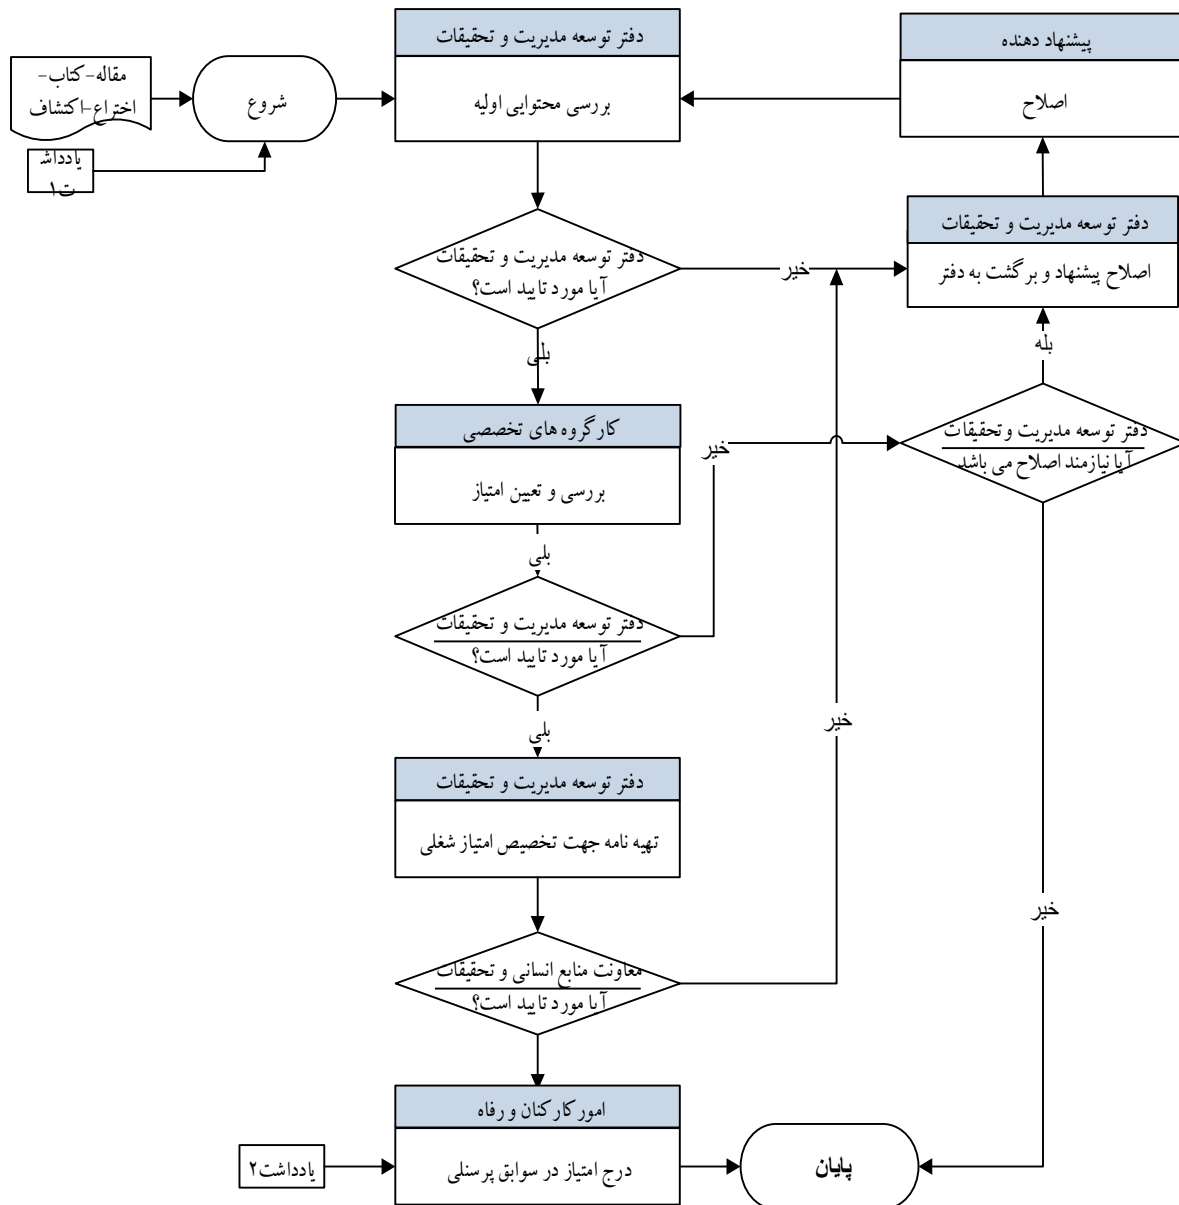 دفتر توسعه مدیریت و تحقیقات
بررسی محتوایی اولیه
پیشنهاد دهنده
اصلاح
مقاله-کتاب-
اختراع-اکتشاف
شروع
یادداش
ت۱
دفتر توسعه مدیریت و تحقیقات
آیا مورد تایید است؟
خیر
دفتر توسعه مدیریت و تحقیقات
اصلاح پیشنهاد و برگشت به دفتر
بلی
بله
کارگروه های تخصصی
بررسی و تعیین امتیاز
خیر
دفتر توسعه مدیریت وتحقیقات
آیا نیازمند اصلاح می باشد
بلی
دفتر توسعه مدیریت و تحقیقات
آیا مورد تایید است؟
بلی
خیر
دفتر توسعه مدیریت و تحقیقات
تهیه نامه جهت تخصیص امتیاز شغلی
خیر
معاونت منابع انسانی و تحقیقات
آیا مورد تایید است؟
امور کارکنان و رفاه
درج امتیاز در سوابق پرسنلی
یادداشت۲
پایان